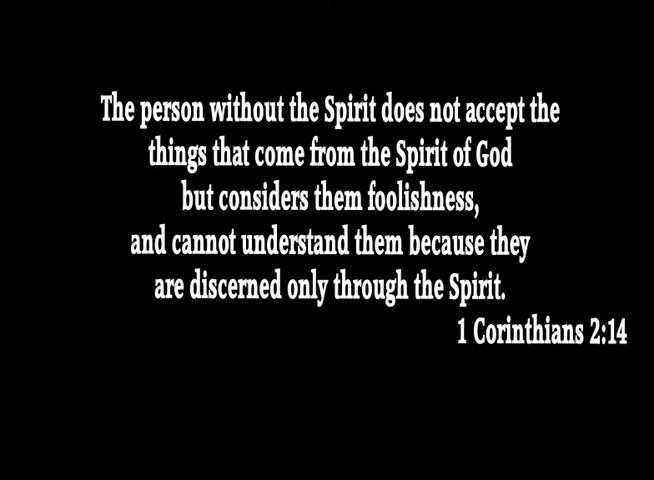 The person without the Spirit does not accept the
things that come from the Spirit of God
but considers them foolishness,
and cannot understand them because they
are discerned only through the Spirit.
1 Corinthians 2:14